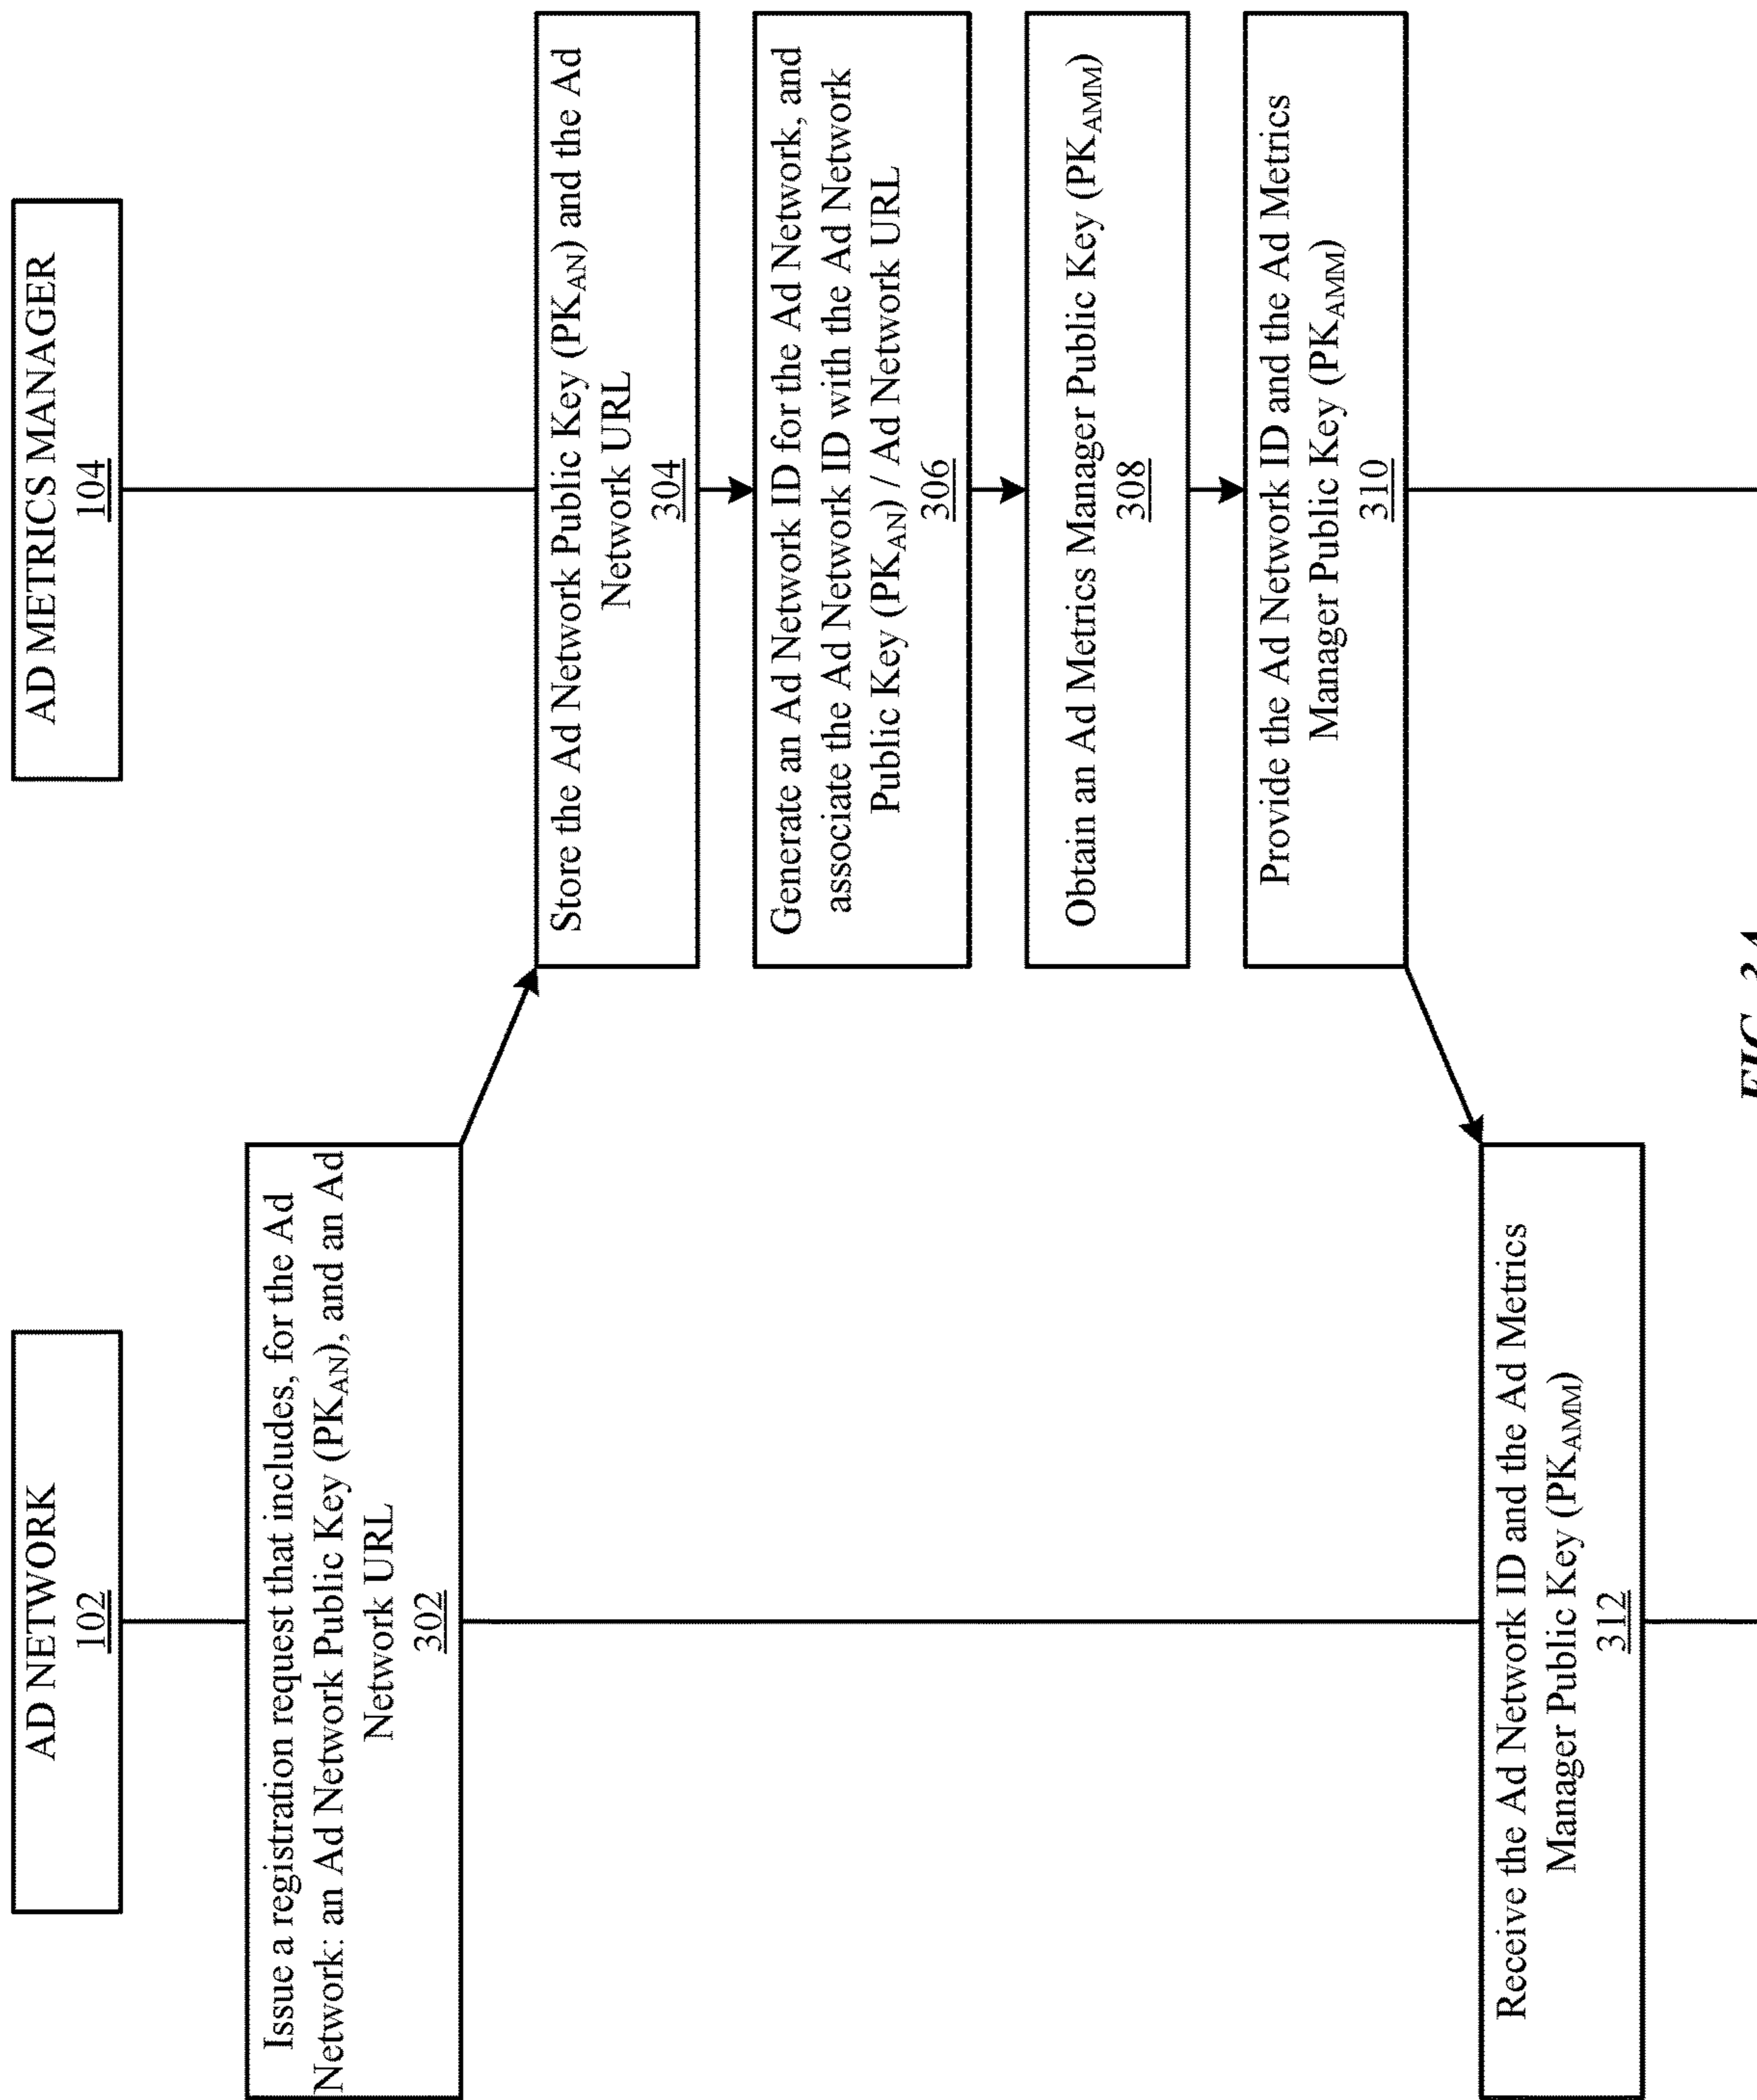 AD NETWORK
102
AD METRICS MANAGER
104
Issue a registration request that includes, for the Ad
Network: an Ad Network Public Key (PKAN), and an Ad
Network URL
302
Store the Ad Network Public Key (PKAN) and the Ad
Network URL
304
Generate an Ad Network ID for the Ad Network, and
associate the Ad Network ID with the Ad Network
Public Key (PKAN) / Ad Network URL
306
Obtain an Ad Metrics Manager Public Key (PKAMM)
308
Provide the Ad Network ID and the Ad Metrics
Manager Public Key (PKAMM)
310
Receive the Ad Network ID and the Ad Metrics
Manager Public Key (PKAMM)
312
FIG. 3A